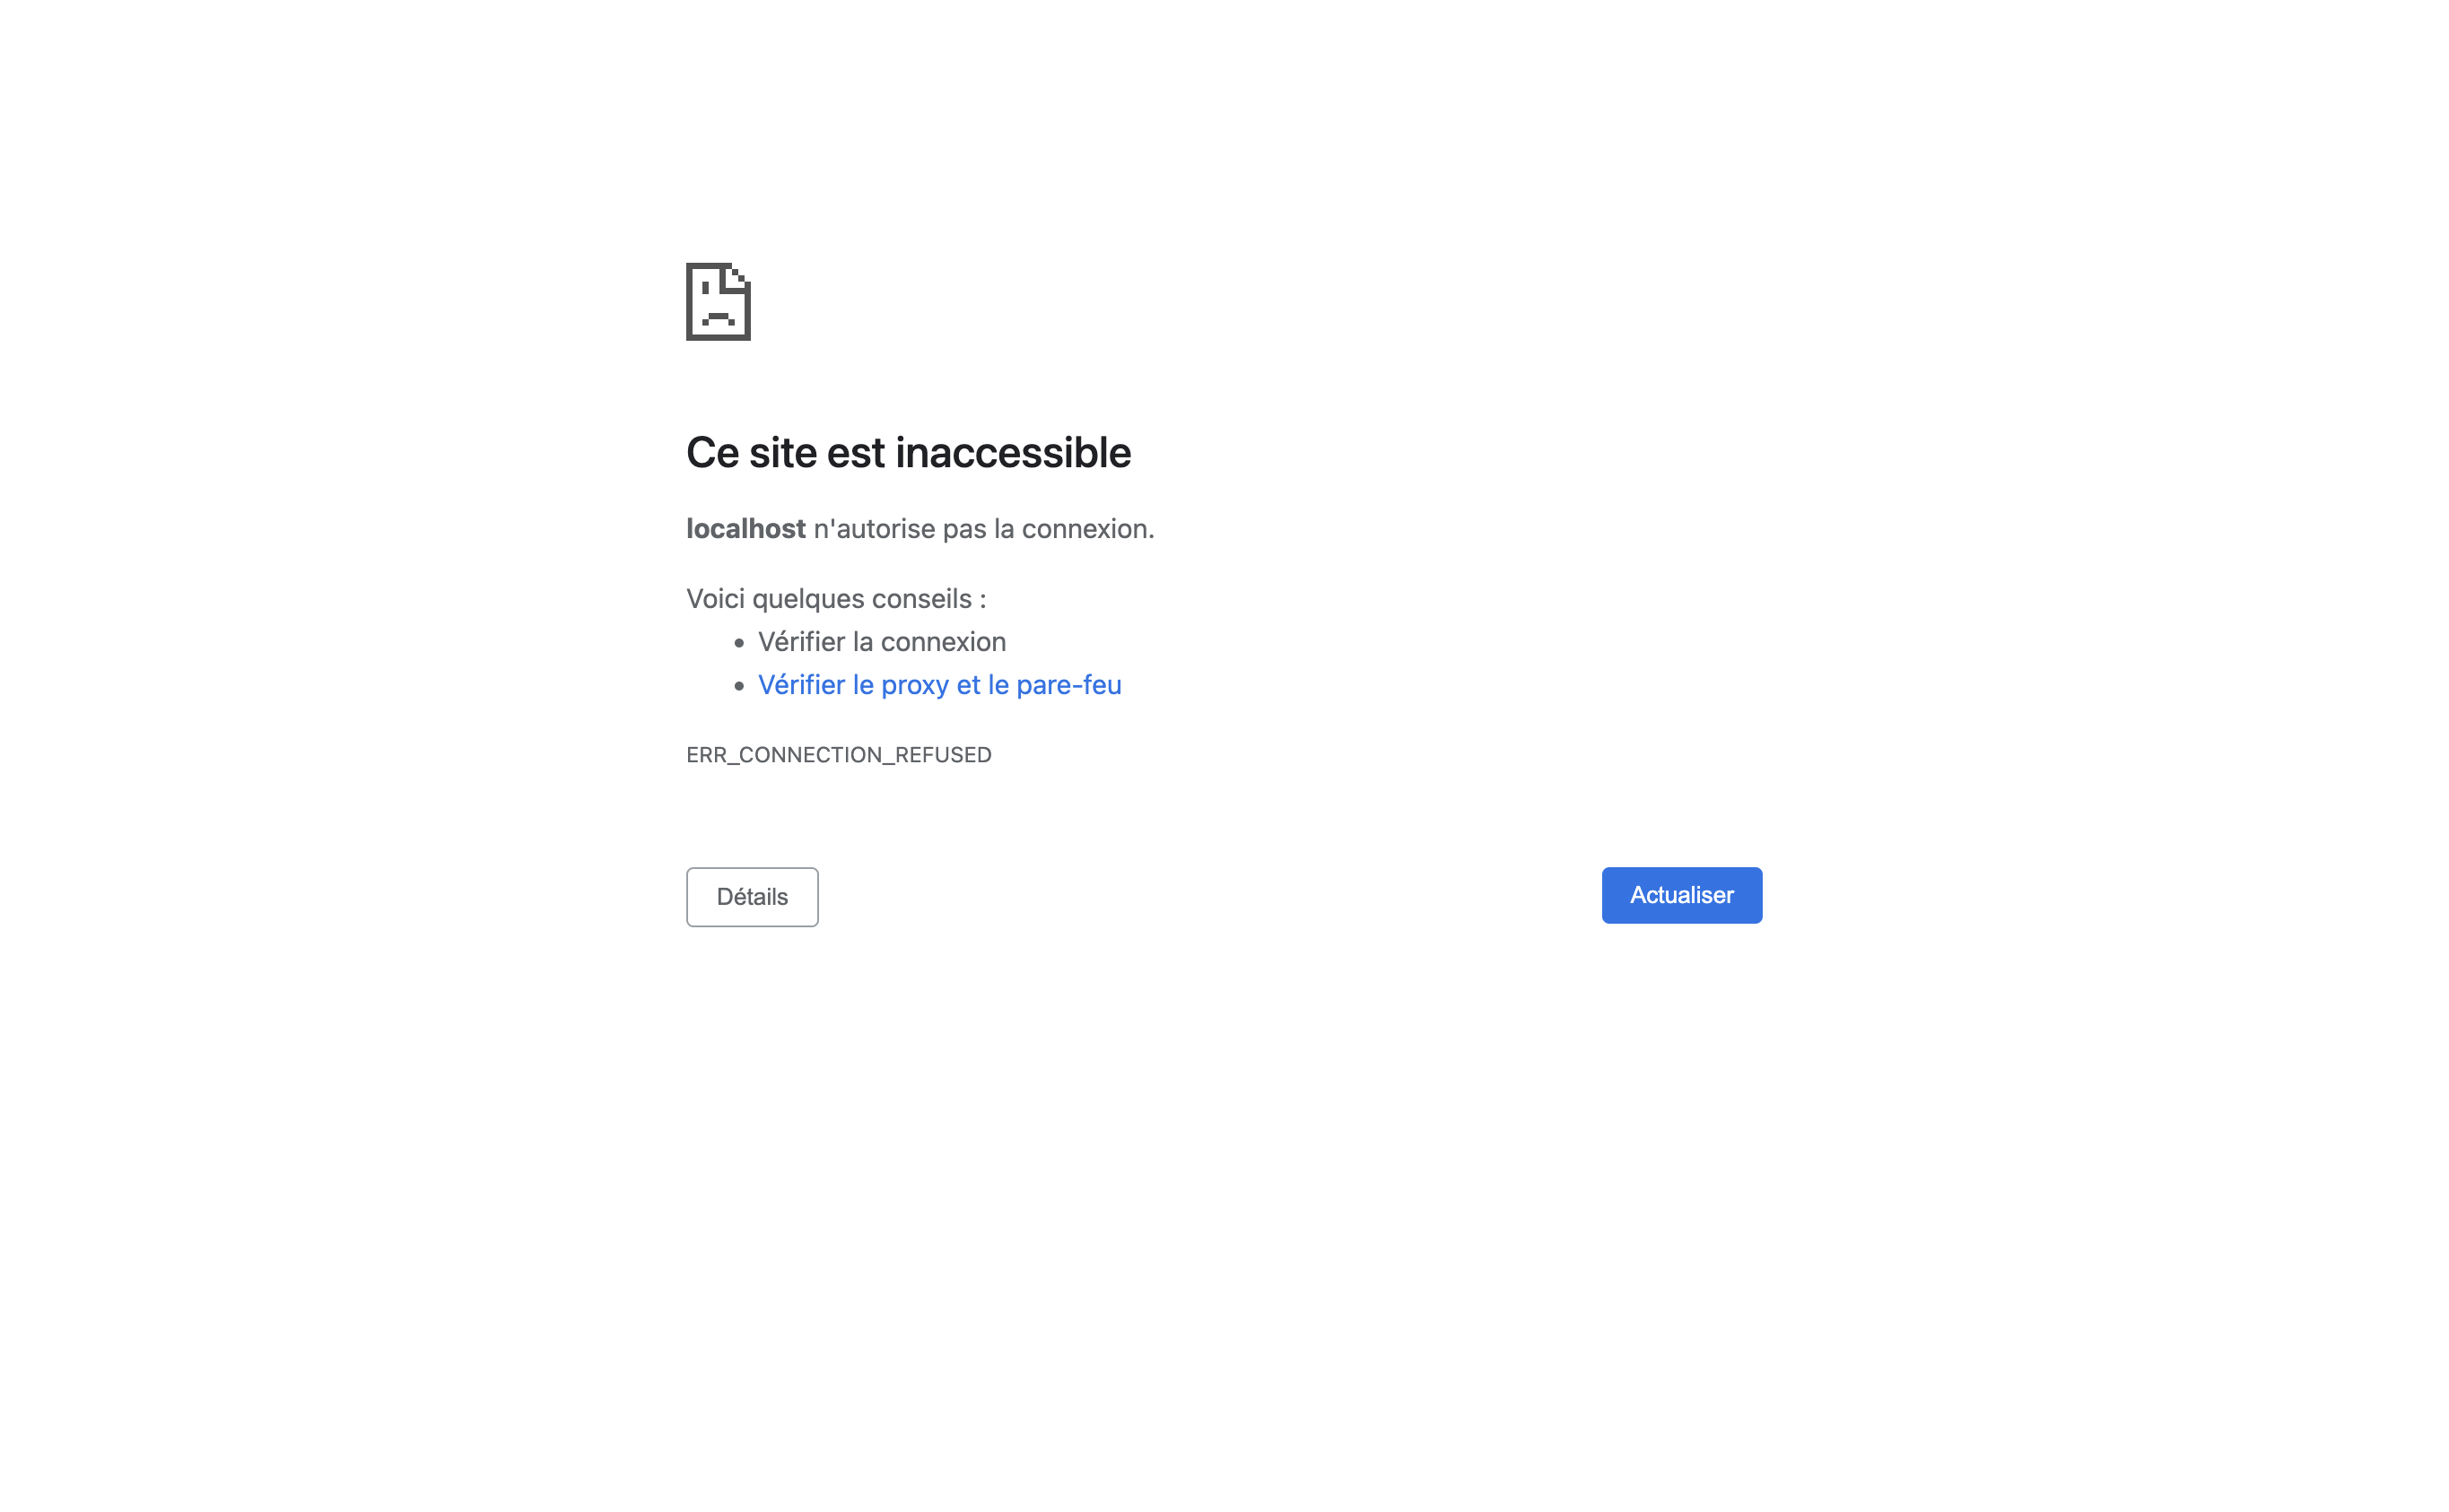 Ce site est inaccessible
localhost n'autorise pas la connexion.
Voici quelques conseils :
• Vérifier la connexion
• Vérifier le proxy et le pare-feu
ERR_CONNECTION_REFUSED
Détails
Actualiser